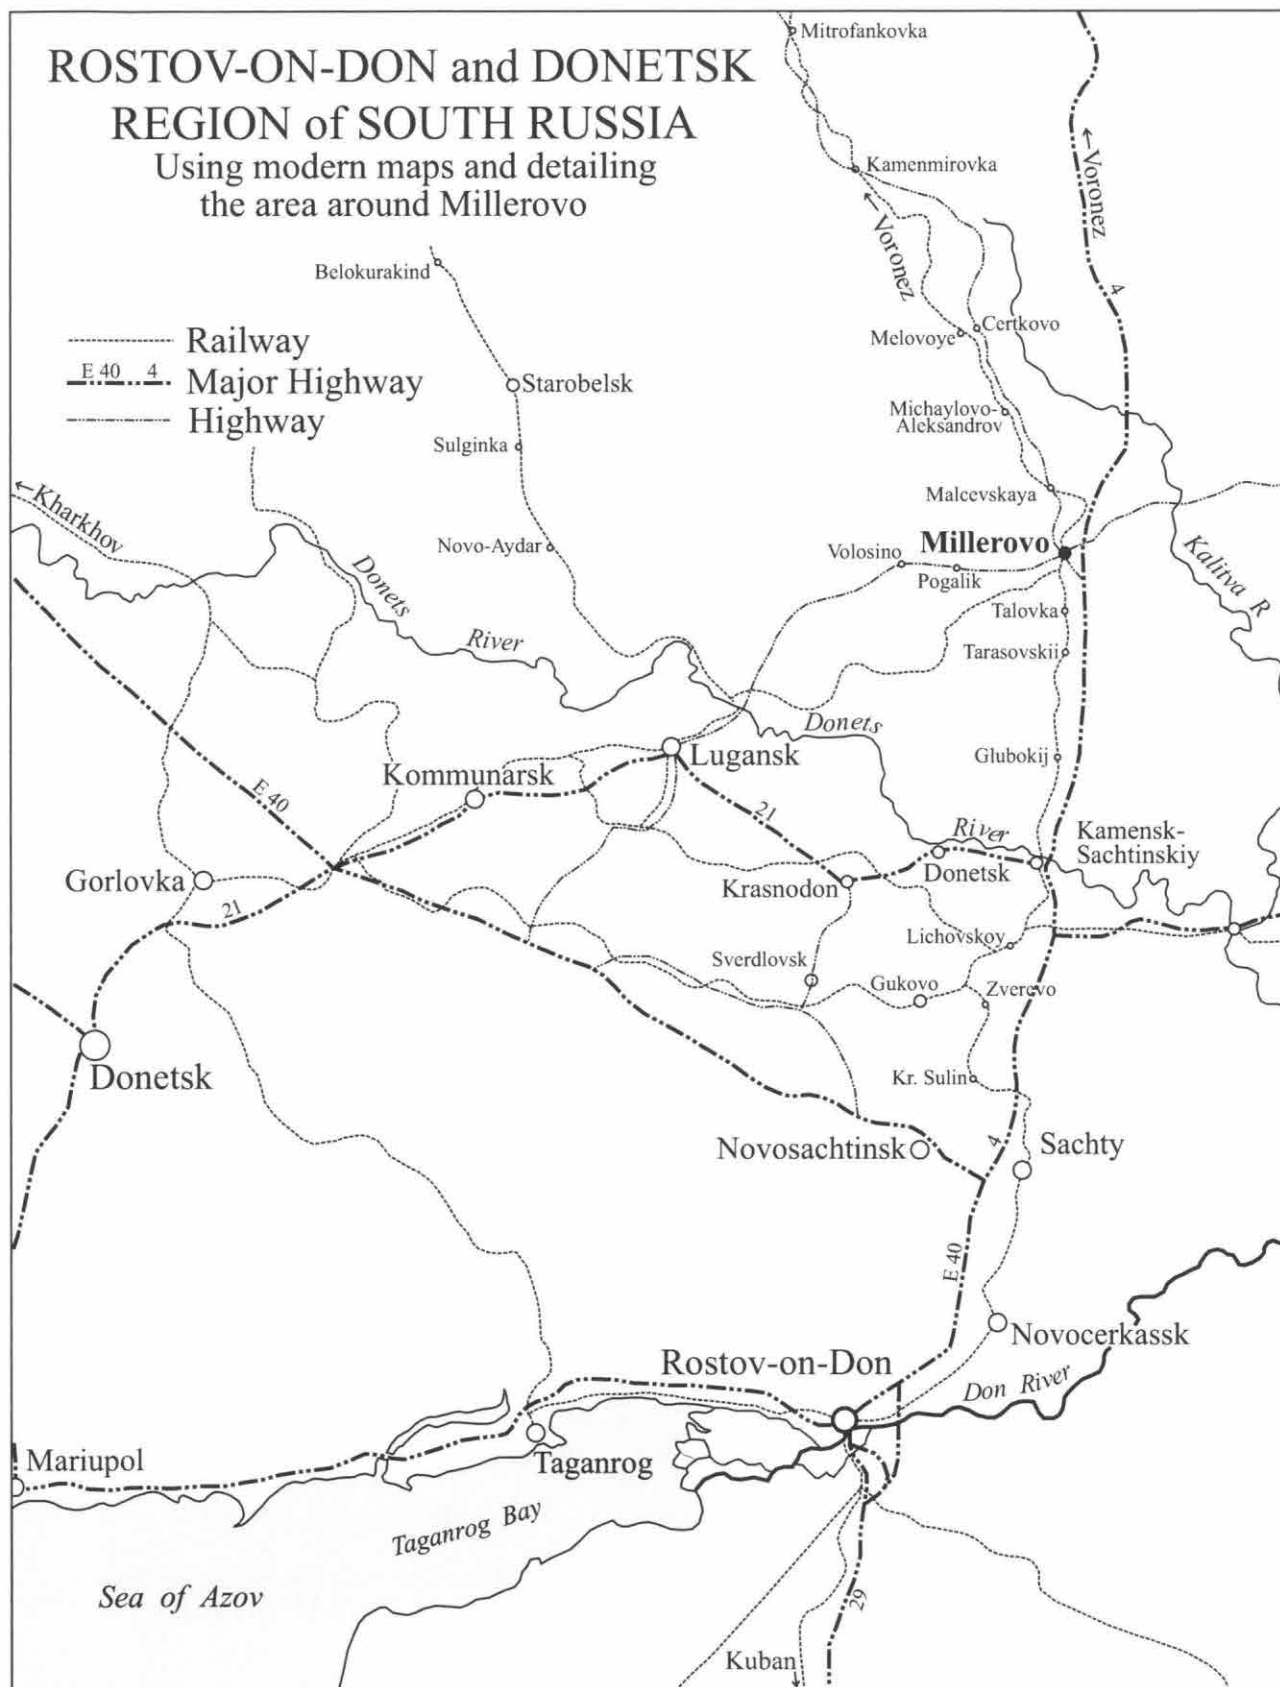 ROSTOV-ON-DON and DONETSK
REGION of SOUTH RUSSIA
Using modern maps and detailing
the area around Millerovo
Mitrofankovka
Kamenmirovka
←Voronez
←Voronez
4
Belokurakind
Railway
E 40 4
Major Highway
Highway
Certkovo
Melovoye
Starobelsk
Michaylovo-
Aleksandrov
Sulginka
Malcevskaya
←Kharkhov
Novo-Aydar
Volosino
Millerovo
Pogalik
Kalitva R
Donets
River
Talovka
Tarasovskii
Donets
Lugansk
Glubokij
Kommunarsk
E 40
21
River
Kamensk-
Sachtinskiy
Gorlovka
Krasnodon
Donetsk
21
Lichovskoy
Sverdlovsk
Gukovo
Zverevo
Donetsk
Kr. Sulin
Novosachtinsk
4
Sachty
E 40
Novocerkassk
Rostov-on-Don
Don River
Mariupol
Taganrog
Taganrog Bay
Sea of Azov
29
Kuban